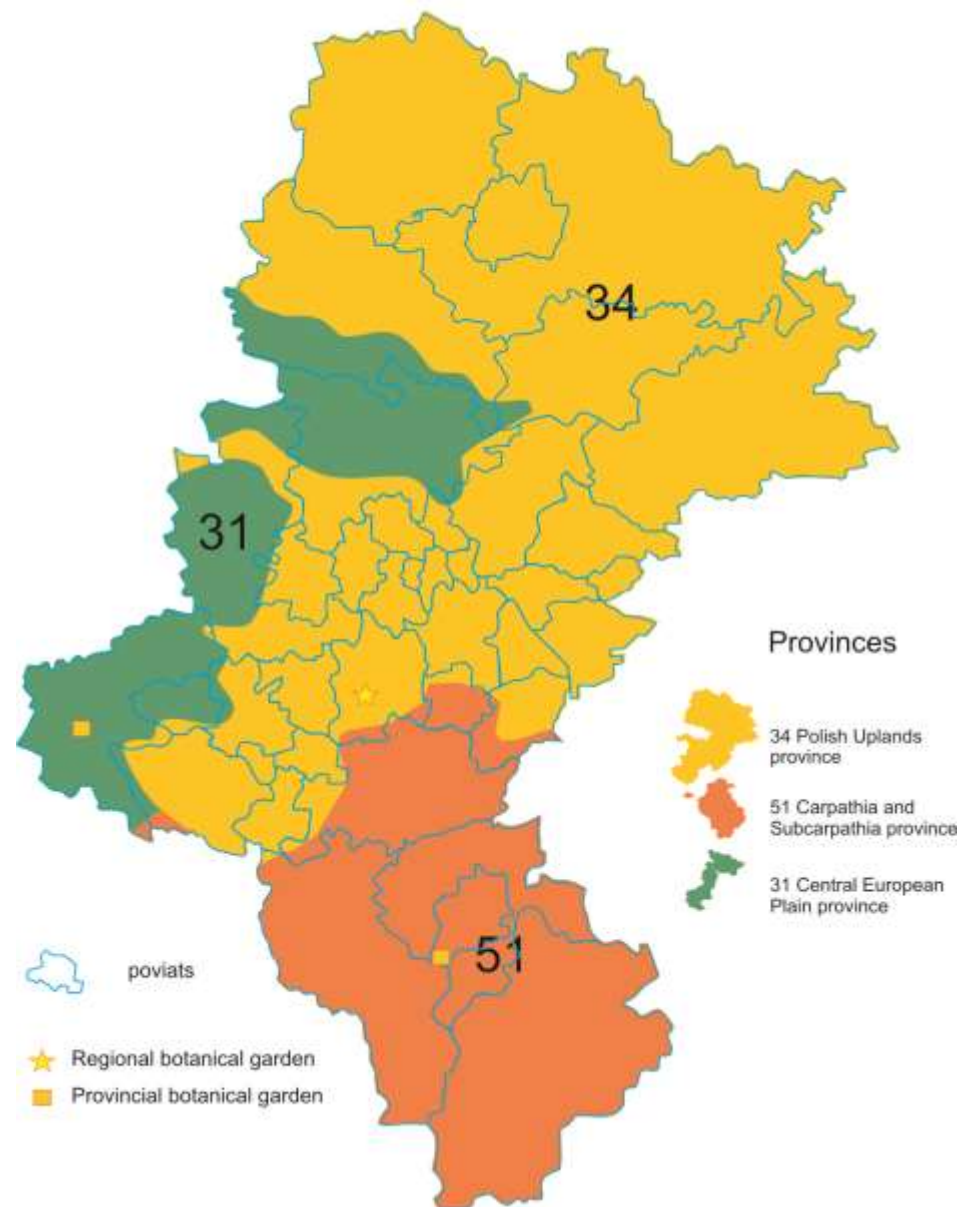 34
31
51
Provinces
34 Polish Uplands
province
51 Carpathia and
Subcarpathia province
31 Central European
Plain province
poviats
Regional botanical garden
Provincial botanical garden